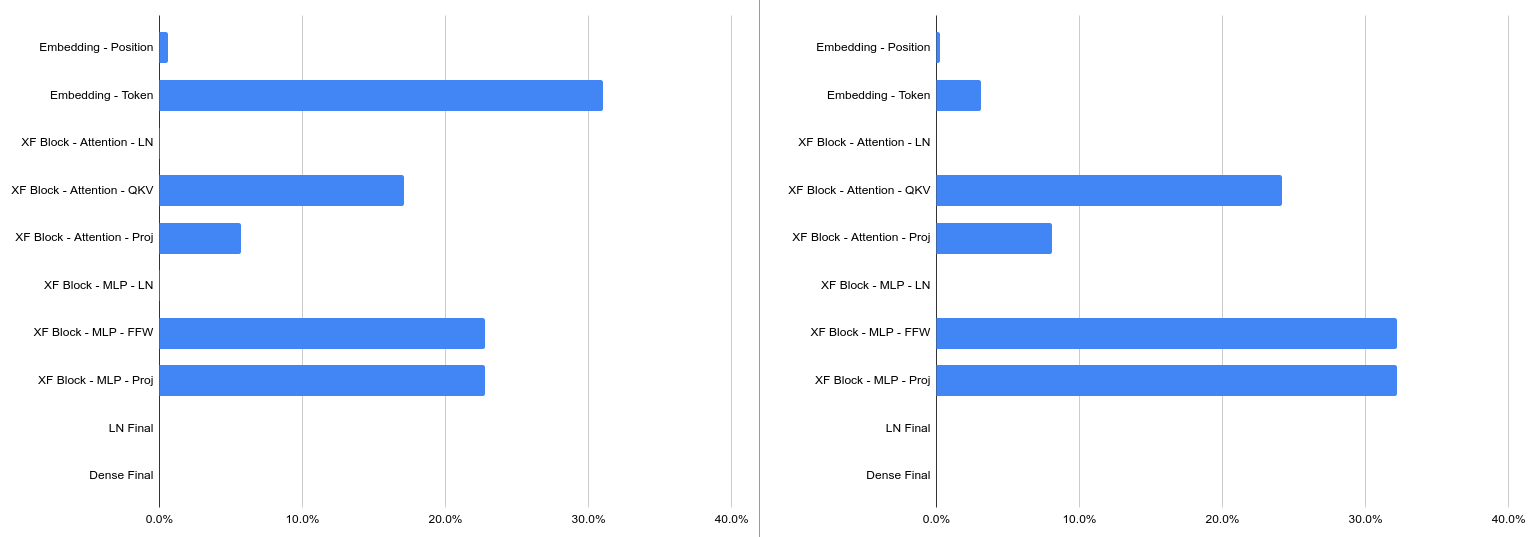 Embedding - Position
Embedding - Token
XF Block - Attention - LN
XF Block - Attention - QKV
XF Block - Attention - Proj
XF Block - MLP - LN
XF Block - MLP - FFW
XF Block - MLP - Proj
LN Final
Dense Final
0.0% 10.0% 20.0% 30.0% 40.0%
Embedding - Position
Embedding - Token
XF Block - Attention - LN
XF Block - Attention - QKV
XF Block - Attention - Proj
XF Block - MLP - LN
XF Block - MLP - FFW
XF Block - MLP - Proj
LN Final
Dense Final
0.0% 10.0% 20.0% 30.0% 40.0%